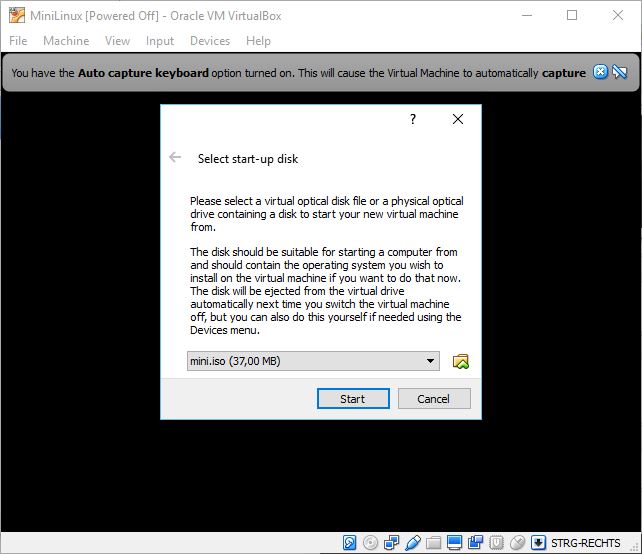 MiniLinux [Powered Off] - Oracle VM VirtualBox
File Machine View Input Devices Help
You have the Auto capture keyboard option turned on. This will cause the Virtual Machine to automatically capture
?
Select start-up disk
Please select a virtual optical disk file or a physical optical
drive containing a disk to start your new virtual machine
from.
The disk should be suitable for starting a computer from
and should contain the operating system you wish to
install on the virtual machine if you want to do that now.
The disk will be ejected from the virtual drive
automatically next time you switch the virtual machine
off, but you can also do this yourself if needed using the
Devices menu.
mini.iso (37,00 MB)
Start Cancel
STRG-RECHTS